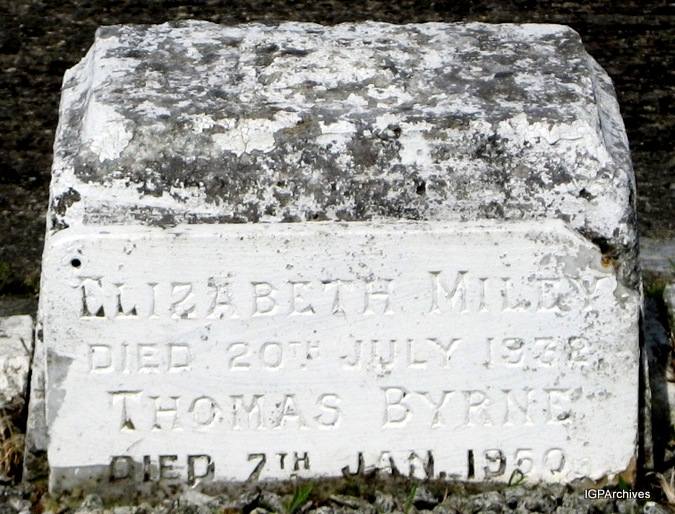 ELIZABETH MILEY
DIED 20TH JULY 1932
THOMAS BYRNE
DIED 7TH JAN. 1950
IGPArchives